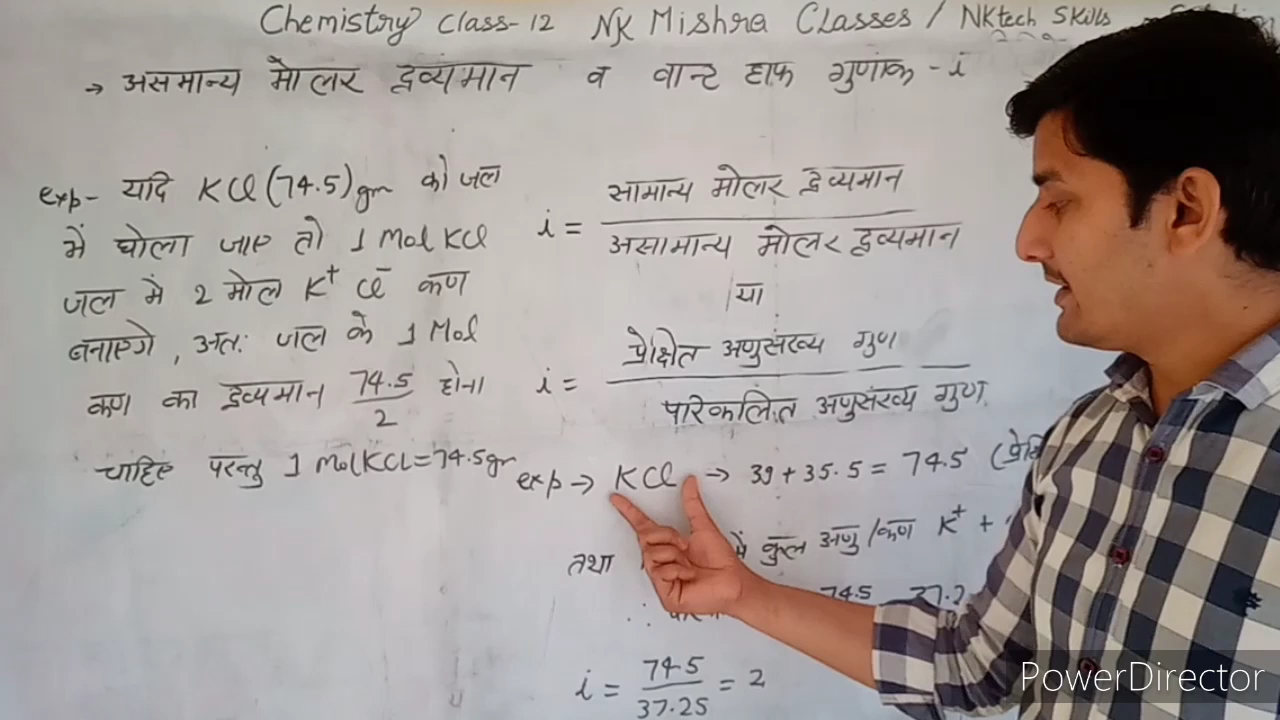 Chemistry Class-12 NK Mishra Classes / NKtech Skills
→ असमान्य मोलर द्रव्यमान व वान्ट हाफ गुणांक - i
exp- यदि KCl (74.5) gm को जल
में घोला जाए तो 1 Mol KCl
जल में 2 मोल K⁺ Cl⁻ कण
बनाएगे, अतः जल के 1 Mol
कण का द्रव्यमान 74.5/2 होना
चाहिए परन्तु 1 Mol KCl = 74.5gm
i = सामान्य मोलर द्रव्यमान / असामान्य मोलर द्रव्यमान
या
i = प्रेक्षित अणुसंख्य गुण / परिकलित अणुसंख्य गुण
exp → KCl → 39 + 35.5 = 74.5
तथा में कुल अणु/कण K⁺ +
∴ 74.5 37.2
i = 74.5/37.25 = 2
PowerDirector